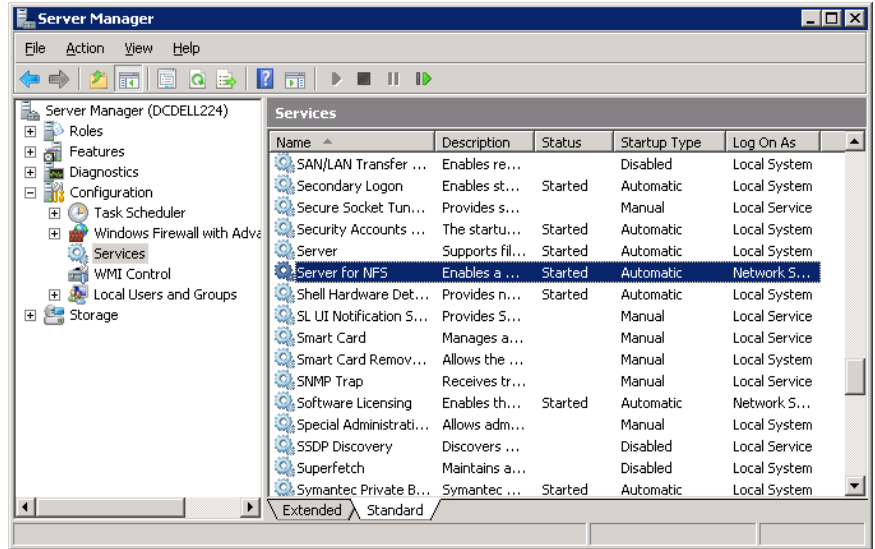 Server Manager
File Action View Help
Server Manager (DCDELL224)
Roles
Features
Diagnostics
Configuration
Task Scheduler
Windows Firewall with Adva
Services
WMI Control
Local Users and Groups
Storage
Services
Name Description Status Startup Type Log On As
SAN/LAN Transfer ... Enables re... Disabled Local System
Secondary Logon Enables st... Started Automatic Local System
Secure Socket Tun... Provides s... Manual Local Service
Security Accounts ... The startu... Started Automatic Local System
Server Supports fil... Started Automatic Local System
Server for NFS Enables a ... Started Automatic Network S...
Shell Hardware Det... Provides n... Started Automatic Local System
SL UI Notification S... Provides S... Manual Local Service
Smart Card Manages a... Manual Local Service
Smart Card Remov... Allows the ... Manual Local System
SNMP Trap Receives tr... Manual Local Service
Software Licensing Enables th... Started Automatic Network S...
Special Administrati... Allows adm... Manual Local System
SSDP Discovery Discovers ... Disabled Local Service
Superfetch Maintains a... Disabled Local System
Symantec Private B... Symantec ... Started Automatic Local System
Extended Standard